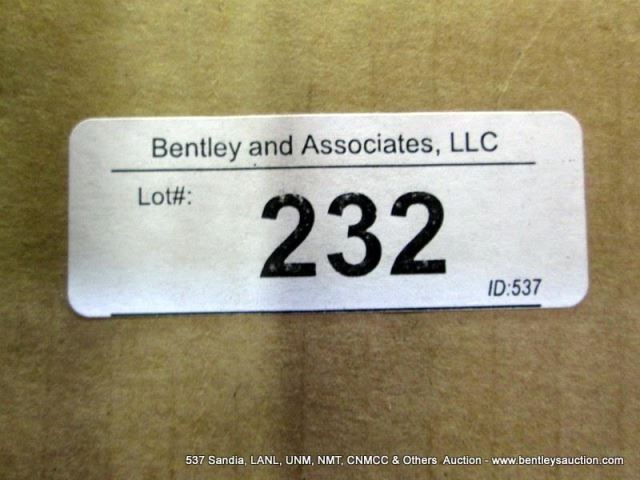 Bentley and Associates, LLC
Lot#:
232
ID:537
537 Sandia, LANL, UNM, NMT, CNMCC & Others Auction - www.bentleysauction.com